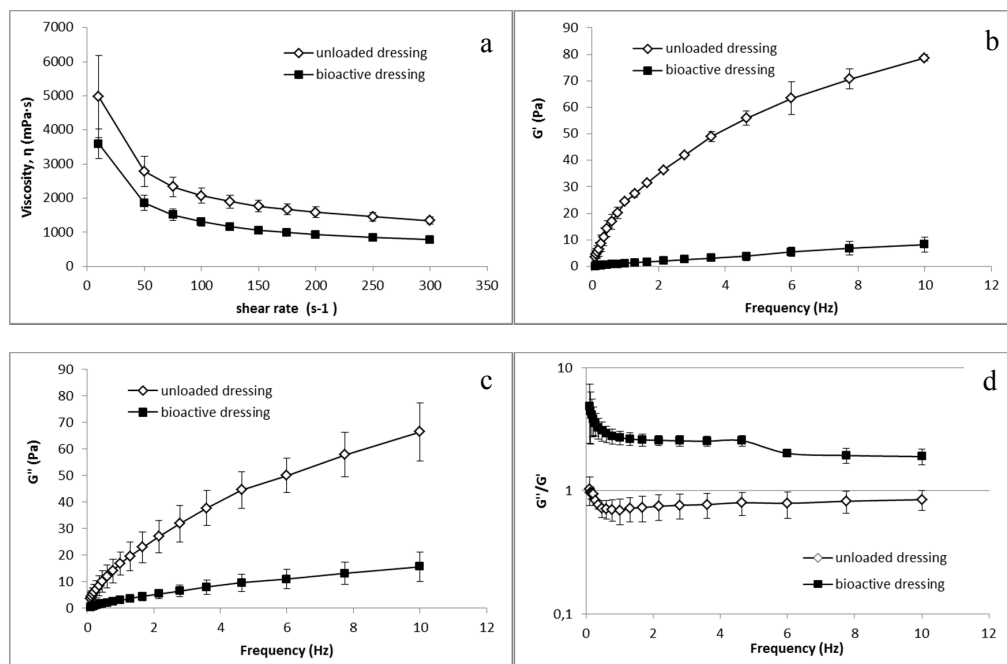 a
7000
6000
5000
4000
3000
2000
1000
0
Viscosity, η (mPa·s)
unloaded dressing
bioactive dressing
0 50 100 150 200 250 300 350
shear rate (s-1 )
b
90
80
70
60
50
40
30
20
10
0
G' (Pa)
unloaded dressing
bioactive dressing
0 2 4 6 8 10 12
Frequency (Hz)
c
90
80
70
60
50
40
30
20
10
0
G'' (Pa)
unloaded dressing
bioactive dressing
0 2 4 6 8 10 12
Frequency (Hz)
d
10
1
0,1
G''/G'
0 2 4 6 8 10 12
unloaded dressing
bioactive dressing
Frequency (Hz)